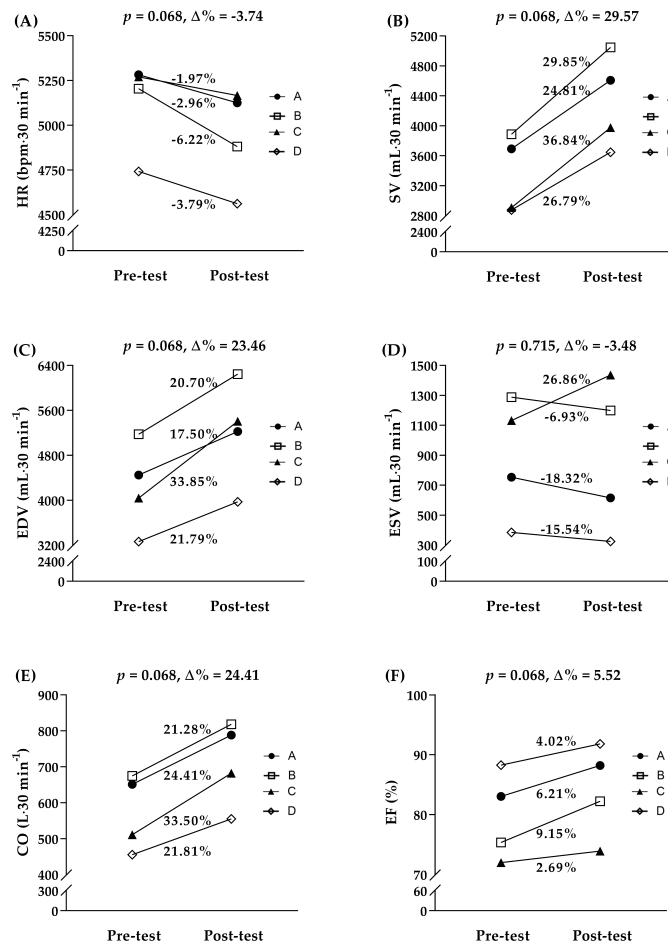 (A)
p = 0.068, Δ% = -3.74
HR (bpm·30 min⁻¹)
5500
5250
5000
4750
4500
4250
0
-1.97%
-2.96%
-6.22%
-3.79%
A
B
C
D
Pre-test Post-test
(B)
p = 0.068, Δ% = 29.57
SV (mL·30 min⁻¹)
5200
4800
4400
4000
3600
3200
2800
2400
0
29.85%
24.81%
36.84%
26.79%
Pre-test Post-test
(C)
p = 0.068, Δ% = 23.46
EDV (mL·30 min⁻¹)
6400
5600
4800
4000
3200
2400
0
20.70%
17.50%
33.85%
21.79%
A
B
C
D
Pre-test Post-test
(D)
p = 0.715, Δ% = -3.48
ESV (mL·30 min⁻¹)
1500
1300
1100
900
700
500
300
100
0
26.86%
-6.93%
-18.32%
-15.54%
Pre-test Post-test
(E)
p = 0.068, Δ% = 24.41
CO (L·30 min⁻¹)
900
800
700
600
500
400
300
0
21.28%
24.41%
33.50%
21.81%
A
B
C
D
Pre-test Post-test
(F)
p = 0.068, Δ% = 5.52
EF (%)
100
90
80
70
60
0
4.02%
6.21%
9.15%
2.69%
A
B
C
D
Pre-test Post-test